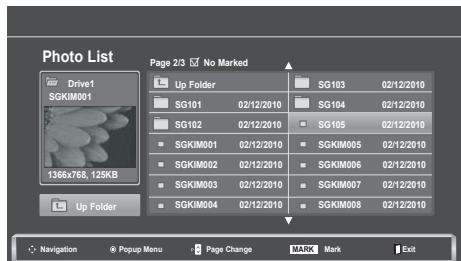 Photo List
Page 2/3 ☑ No Marked
Drive1
SGKIM001
1366x768, 125KB
Up Folder
Up Folder
SG101 02/12/2010
SG102 02/12/2010
SGKIM001 02/12/2010
SGKIM002 02/12/2010
SGKIM003 02/12/2010
SGKIM004 02/12/2010
SG103 02/12/2010
SG104 02/12/2010
SG105 02/12/2010
SGKIM005 02/12/2010
SGKIM006 02/12/2010
SGKIM007 02/12/2010
SGKIM008 02/12/2010
Navigation Popup Menu P Page Change MARK Mark Exit